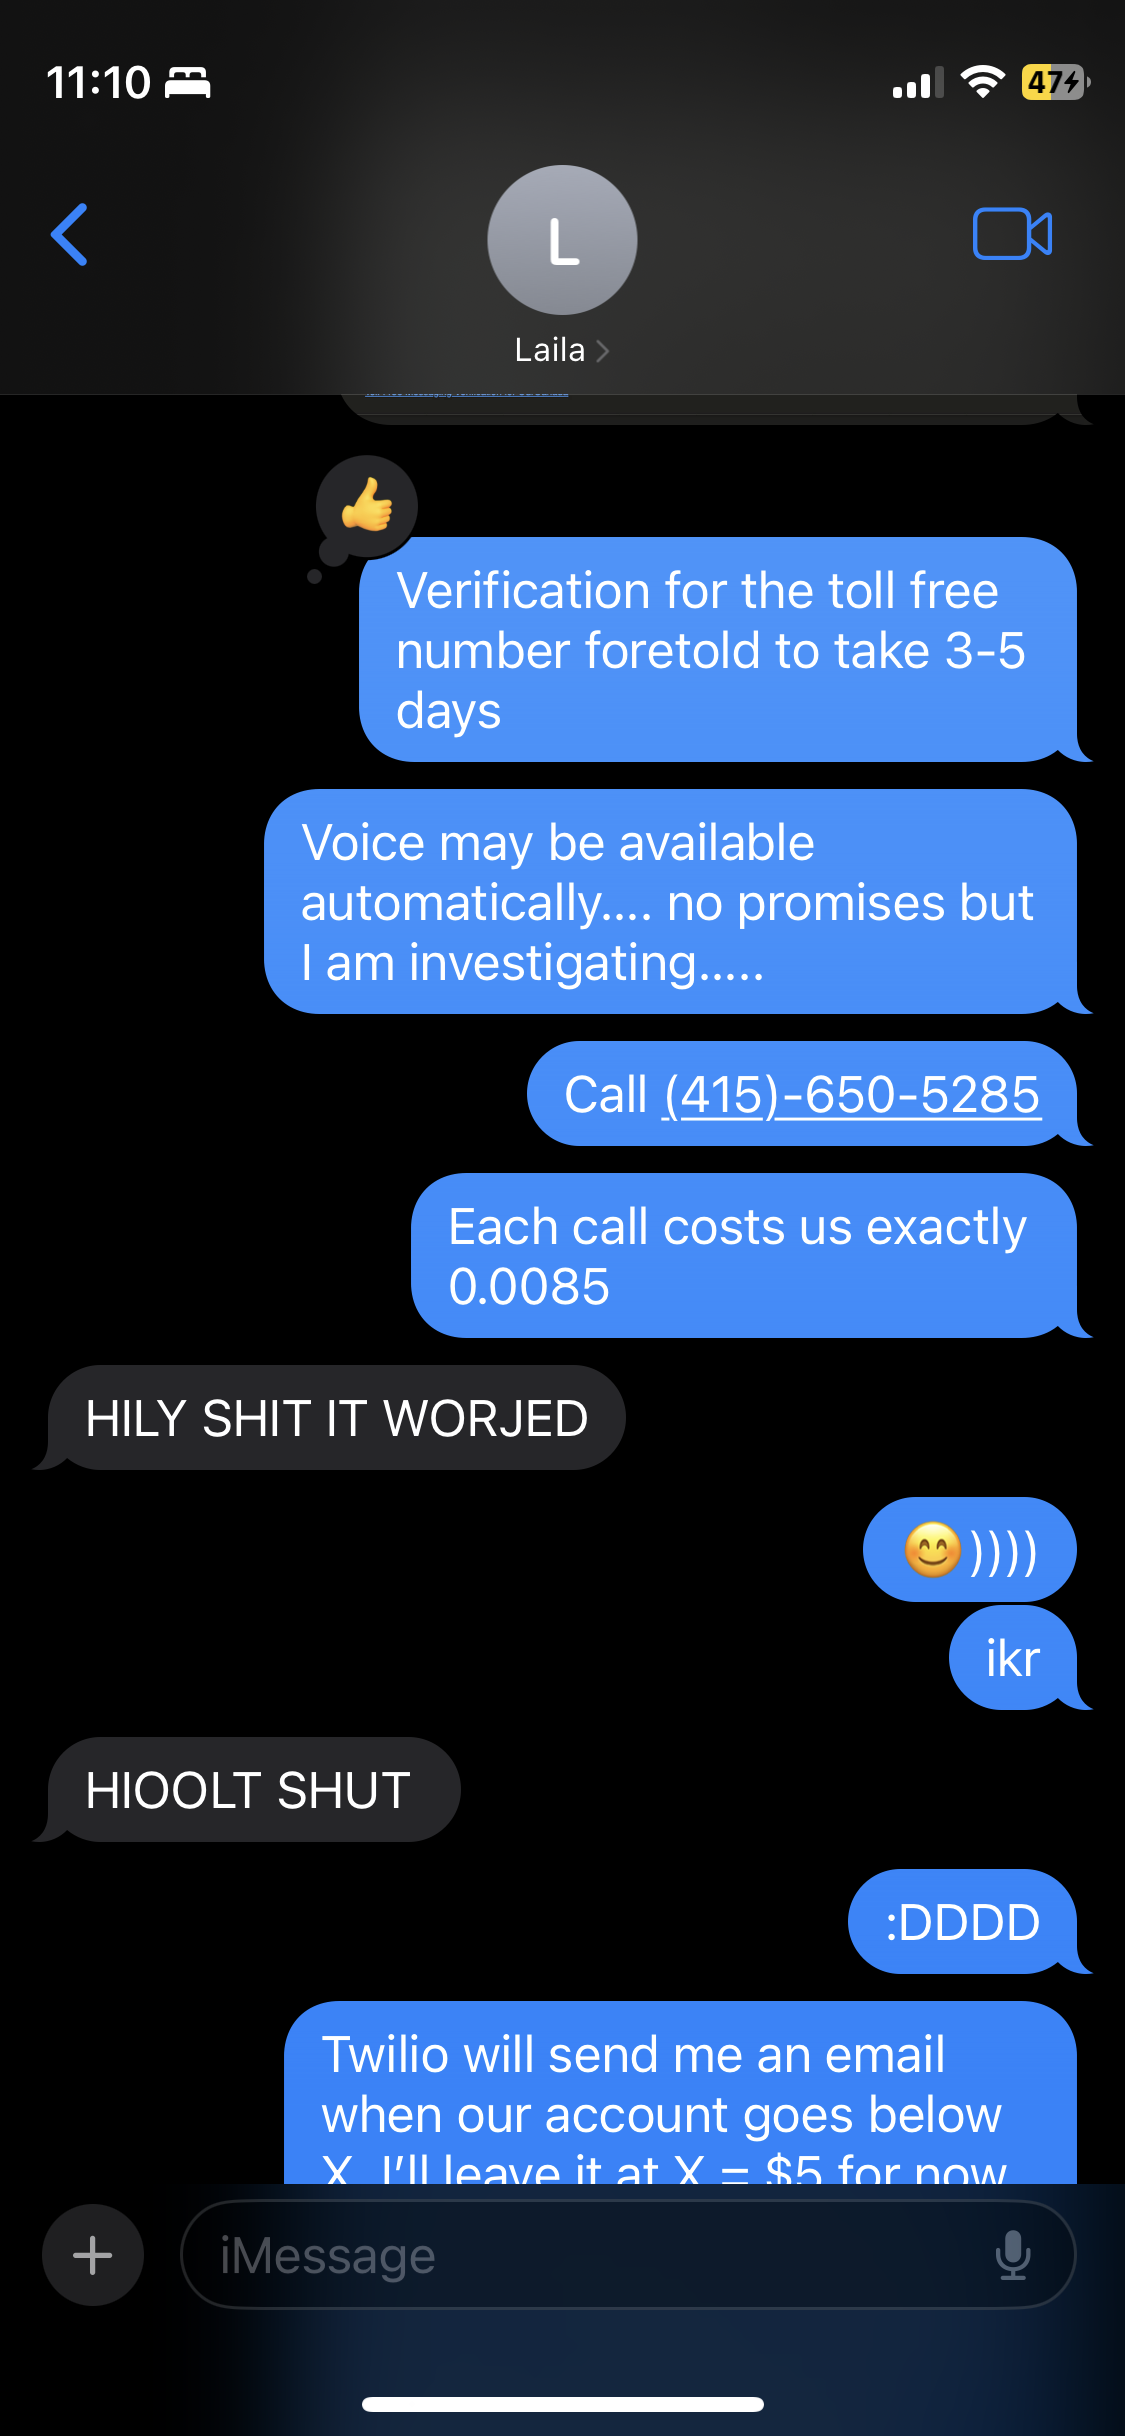 11:10
47
L
Laila
Verification for the toll free
number foretold to take 3-5
days
Voice may be available
automatically.... no promises but
I am investigating.....
Call (415)-650-5285
Each call costs us exactly
0.0085
HILY SHIT IT WORJED
😊))))
ikr
HIOOLT SHUT
:DDDD
Twilio will send me an email
when our account goes below
X. I’ll leave it at X = $5 for now
iMessage